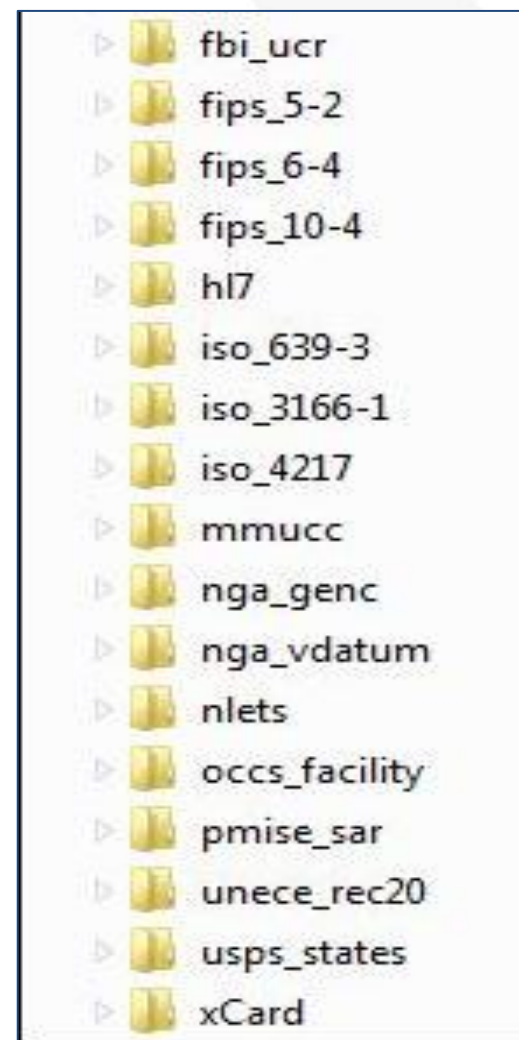 fbi_ucr
fips_5-2
fips_6-4
fips_10-4
hl7
iso_639-3
iso_3166-1
iso_4217
mmucc
nga_genc
nga_vdatum
nlets
occs_facility
pmise_sar
unece_rec20
usps_states
xCard